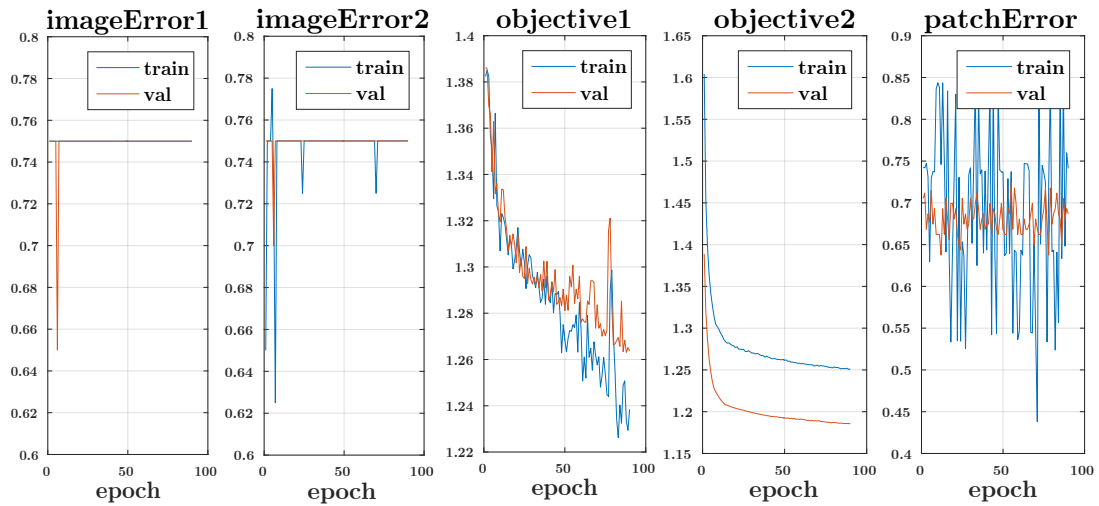 imageError1 imageError2 objective1 objective2 patchError
0.8
0.78
0.76
0.74
0.72
0.7
0.68
0.66
0.64
0.62
0.6
0 50 100
epoch
train
val
0.8
0.78
0.76
0.74
0.72
0.7
0.68
0.66
0.64
0.62
0.6
0 50 100
epoch
train
val
1.4
1.38
1.36
1.34
1.32
1.3
1.28
1.26
1.24
1.22
0 50 100
epoch
train
val
1.65
1.6
1.55
1.5
1.45
1.4
1.35
1.3
1.25
1.2
1.15
0 50 100
epoch
train
val
0.9
0.85
0.8
0.75
0.7
0.65
0.6
0.55
0.5
0.45
0.4
0 50 100
epoch
train
val